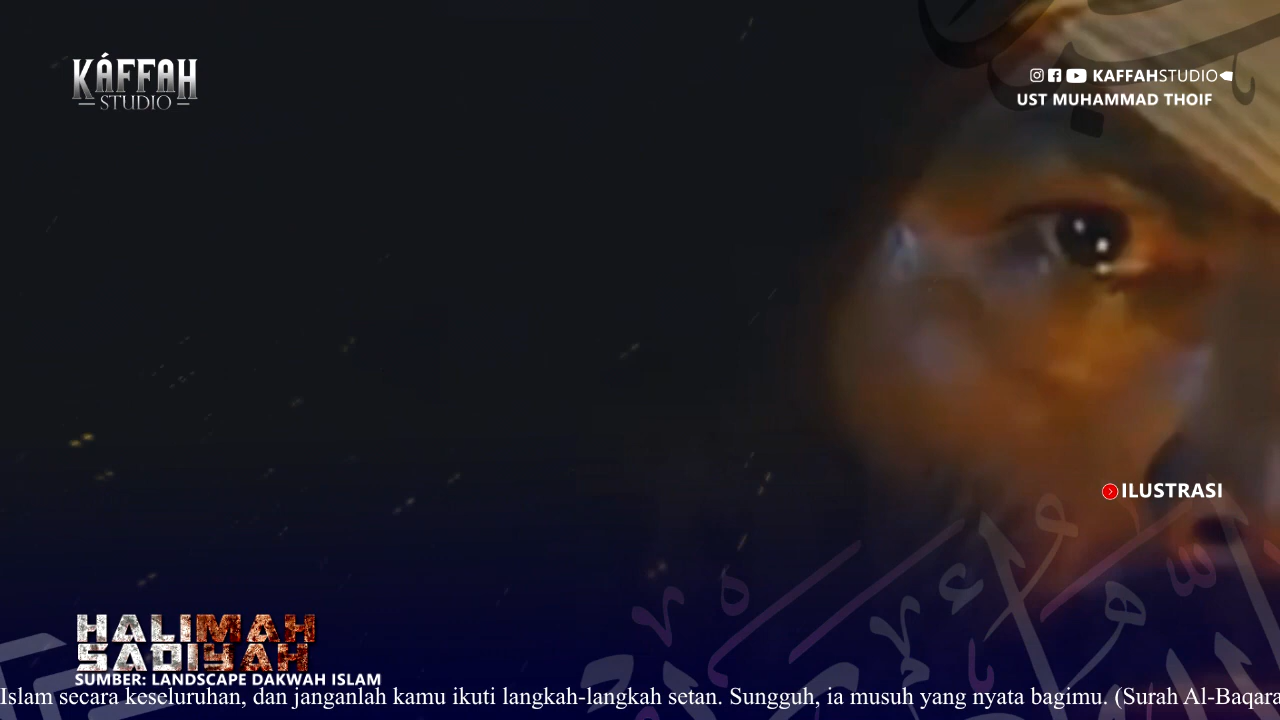 KÁFFAH
STUDIO
KAFFAHSTUDIO
UST MUHAMMAD THOIF
ILUSTRASI
HALIMAH
SADIYAH
SUMBER: LANDSCAPE DAKWAH ISLAM
Islam secara keseluruhan, dan janganlah kamu ikuti langkah-langkah setan. Sungguh, ia musuh yang nyata bagimu. (Surah Al-Baqara